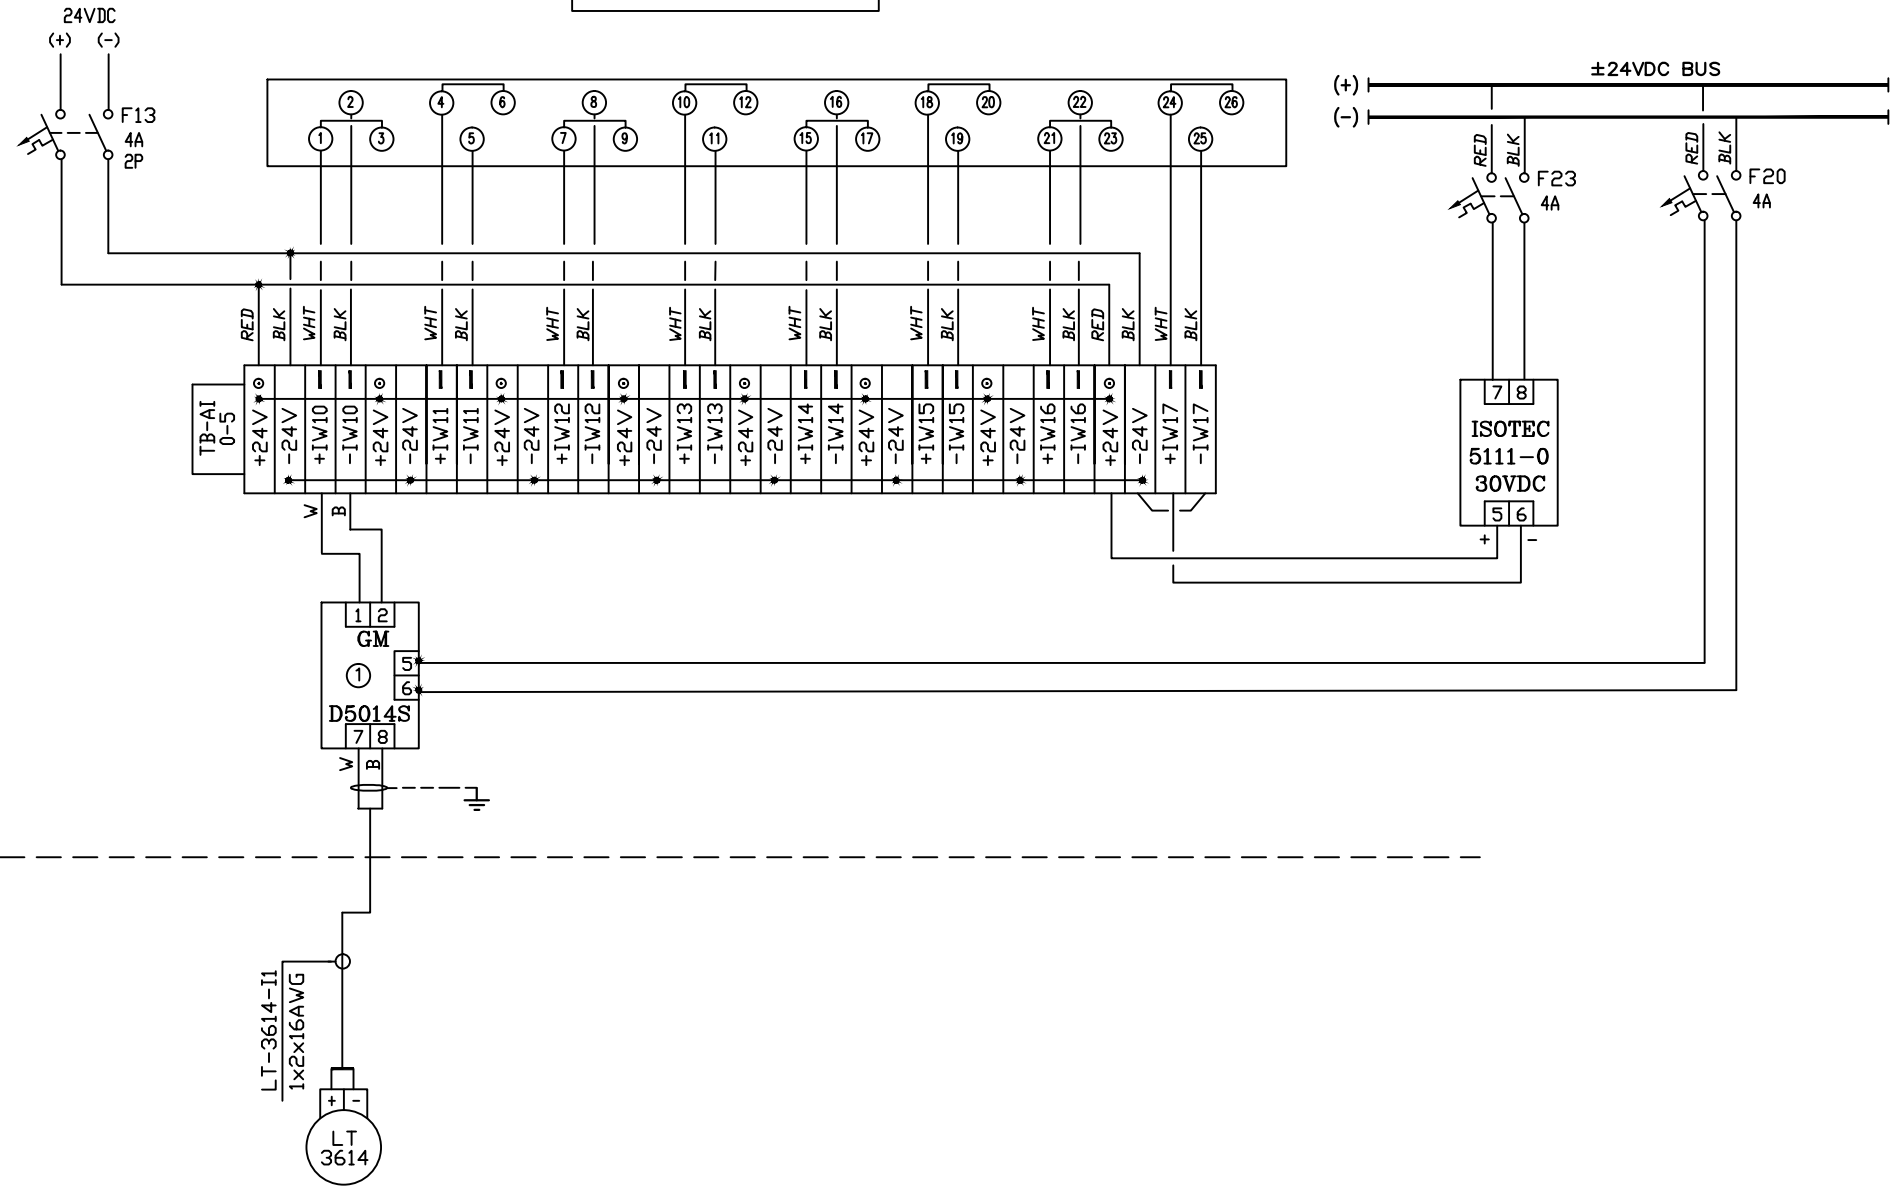 24VDC
(+) (-)
F13
4A
2P
2 4 6 8 10 12 16 18 20 22 24 26
1 3 5 7 9 11 15 17 19 21 23 25
±24VDC BUS
(+)
(-)
RED BLK
F23
4A
RED BLK
F20
4A
RED BLK WHT BLK WHT BLK WHT BLK WHT BLK WHT BLK WHT BLK WHT BLK RED BLK WHT BLK
TB-AI
0-5
+24V -24V +IW10 -IW10 +24V -24V +IW11 -IW11 +24V -24V +IW12 -IW12 +24V -24V +IW13 -IW13 +24V -24V +IW14 -IW14 +24V -24V +IW15 -IW15 +24V -24V +IW16 -IW16 +24V -24V +IW17 -IW17
7 8
ISOTEC
5111-0
30VDC
5 6
+ -
W B
1 2
GM
5
1
6
D5014S
7 8
W B
LT-3614-I1
1x2x16AWG
+ -
LT
3614